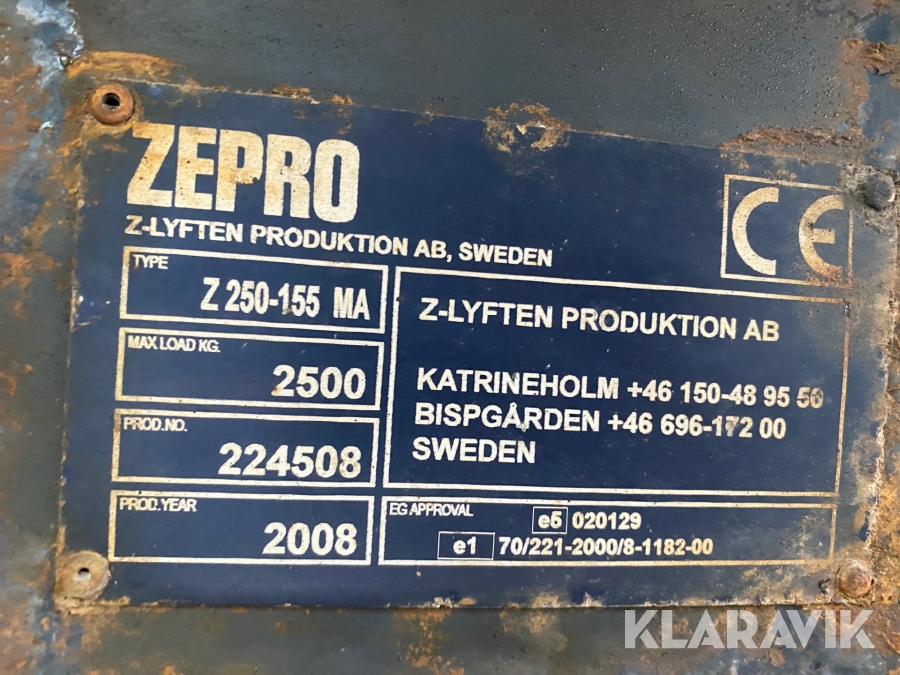 ZEPRO
Z-LYFTEN PRODUKTION AB, SWEDEN
CE
TYPE
Z 250-155 MA
MAX LOAD KG.
2500
PROD.NO.
224508
PROD.YEAR
2008
Z-LYFTEN PRODUKTION AB
KATRINEHOLM +46 150-48 95 50
BISPGÅRDEN +46 696-172 00
SWEDEN
EG APPROVAL
e5 020129
e1 70/221-2000/8-1182-00
KLARAVIK